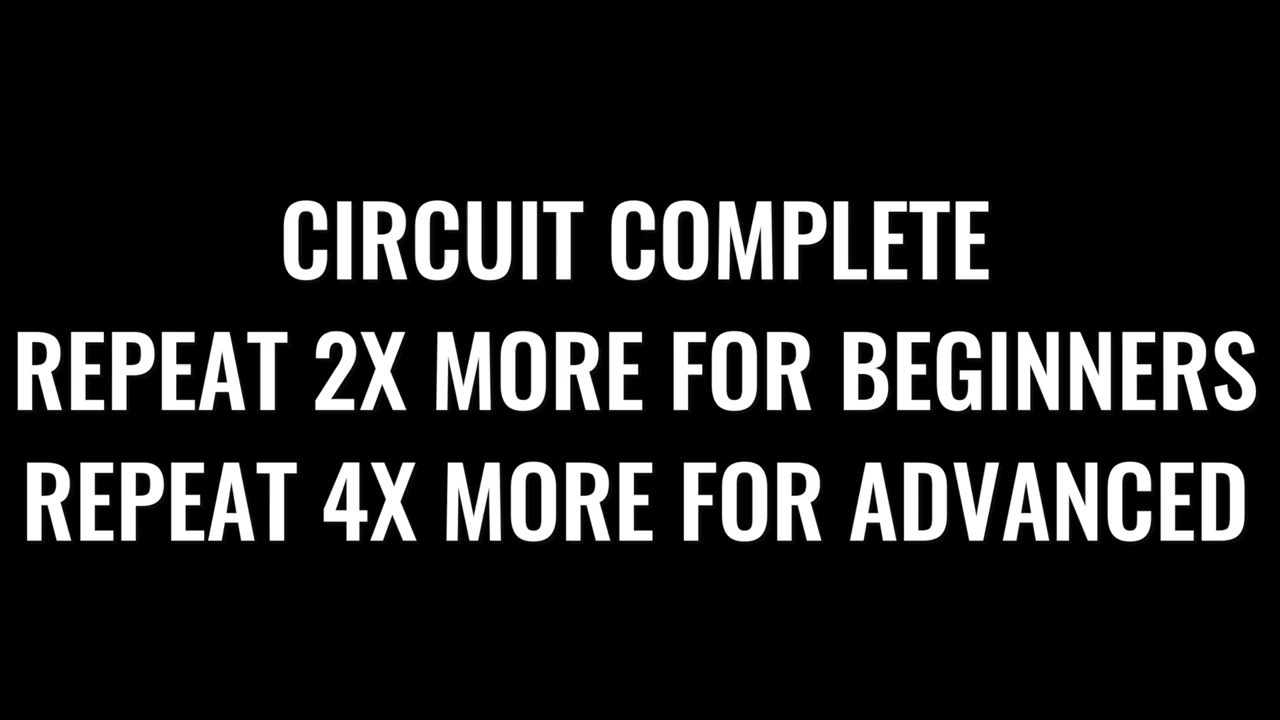 CIRCUIT COMPLETE
REPEAT 2X MORE FOR BEGINNERS
REPEAT 4X MORE FOR ADVANCED